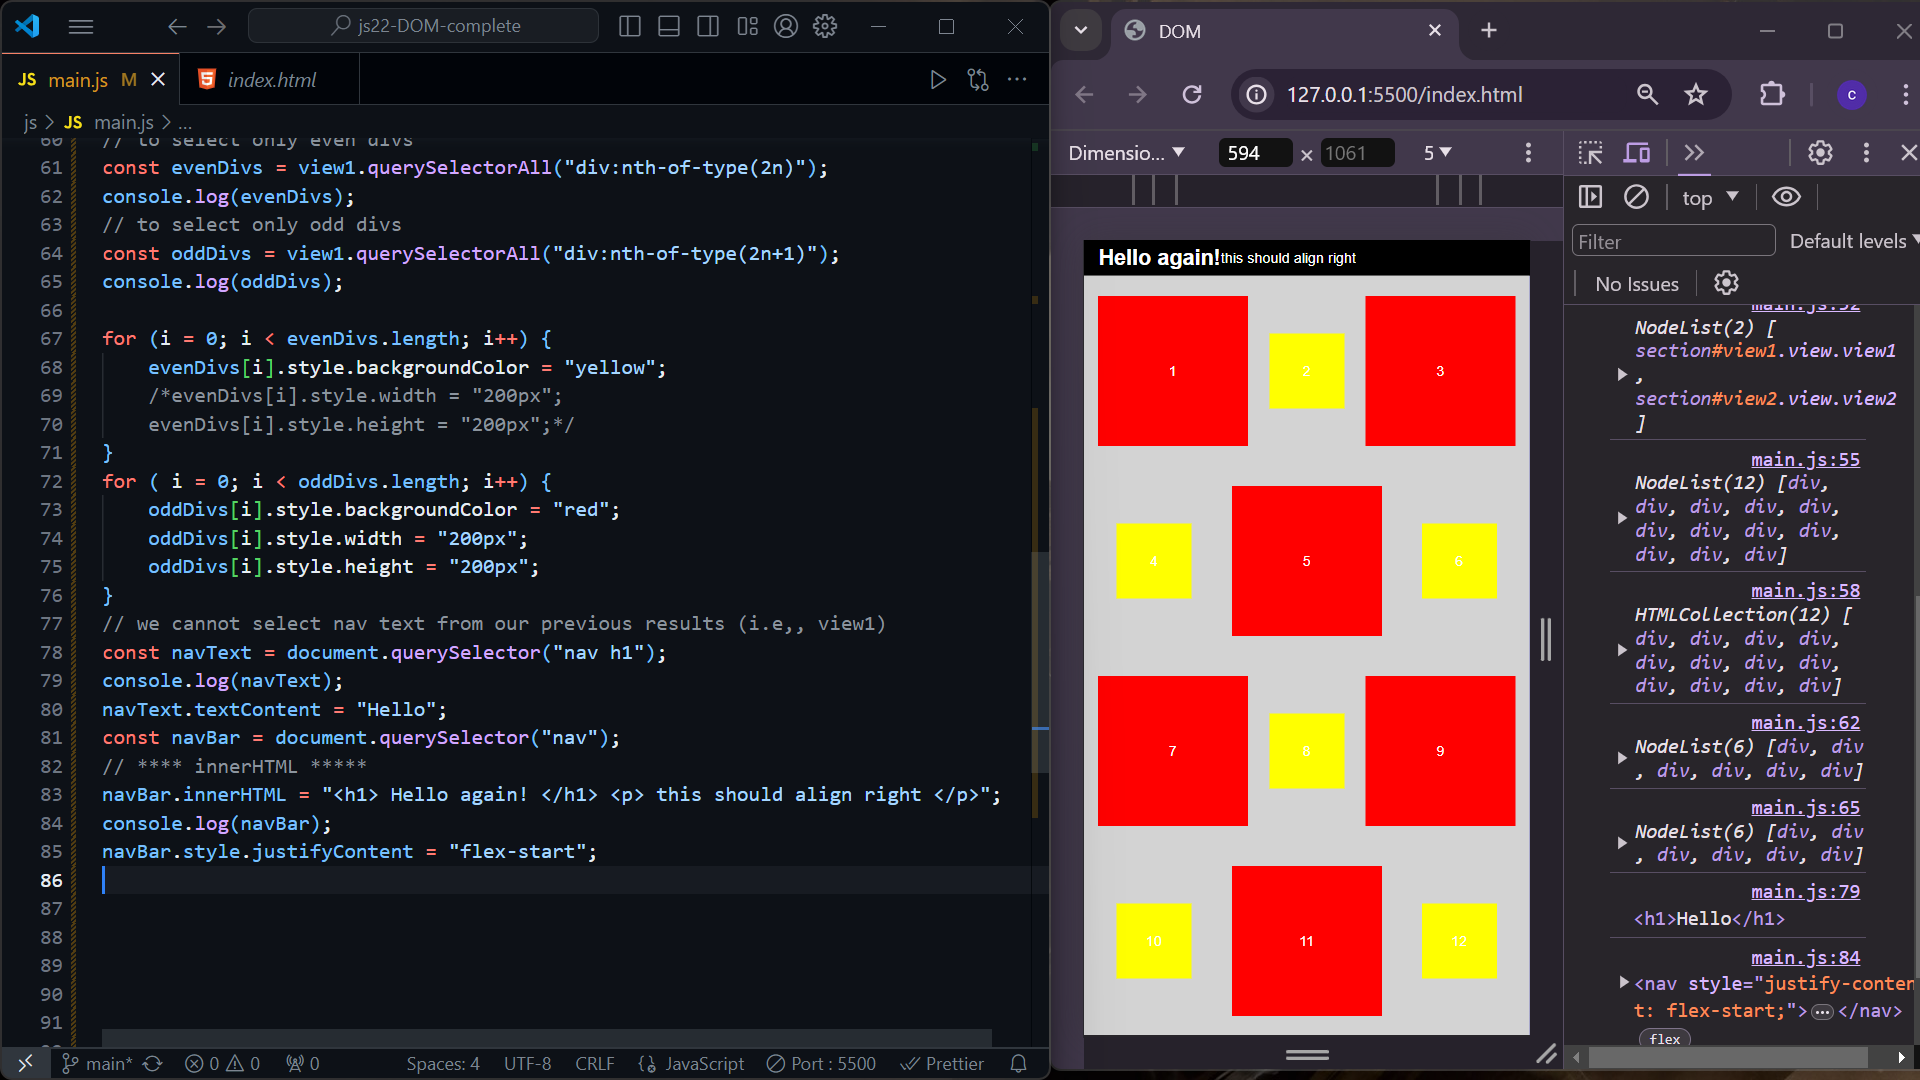 js22-DOM-complete
JS main.js M
index.html
js > JS main.js > ...
60 // to select only even divs
61 const evenDivs = view1.querySelectorAll("div:nth-of-type(2n)");
62 console.log(evenDivs);
63 // to select only odd divs
64 const oddDivs = view1.querySelectorAll("div:nth-of-type(2n+1)");
65 console.log(oddDivs);
66
67 for (i = 0; i < evenDivs.length; i++) {
68 evenDivs[i].style.backgroundColor = "yellow";
69 /*evenDivs[i].style.width = "200px";
70 evenDivs[i].style.height = "200px";*/
71 }
72 for ( i = 0; i < oddDivs.length; i++) {
73 oddDivs[i].style.backgroundColor = "red";
74 oddDivs[i].style.width = "200px";
75 oddDivs[i].style.height = "200px";
76 }
77 // we cannot select nav text from our previous results (i.e,, view1)
78 const navText = document.querySelector("nav h1");
79 console.log(navText);
80 navText.textContent = "Hello";
81 const navBar = document.querySelector("nav");
82 // **** innerHTML *****
83 navBar.innerHTML = "<h1> Hello again! </h1> <p> this should align right </p>";
84 console.log(navBar);
85 navBar.style.justifyContent = "flex-start";
86
87
88
89
90
91
main* 0 0 0 Spaces: 4 UTF-8 CRLF JavaScript Port : 5500 Prettier
DOM
127.0.0.1:5500/index.html
c
Dimensio... 594 × 1061 5
Hello again! this should align right
1
2
3
4
5
6
7
8
9
10
11
12
top
Filter
Default levels
No Issues
main.js:52
NodeList(2) [
section#view1.view.view1
,
section#view2.view.view2
]
main.js:55
NodeList(12) [div,
div, div, div, div,
div, div, div, div,
div, div, div]
main.js:58
HTMLCollection(12) [
div, div, div, div,
div, div, div, div,
div, div, div, div]
main.js:62
NodeList(6) [div, div
, div, div, div, div]
main.js:65
NodeList(6) [div, div
, div, div, div, div]
main.js:79
<h1>Hello</h1>
main.js:84
<nav style="justify-conten
t: flex-start;">…</nav>
flex